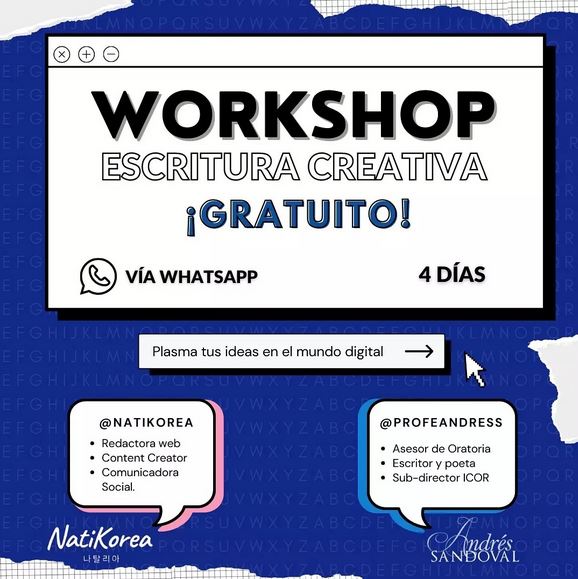 WORKSHOP
ESCRITURA CREATIVA
¡GRATUITO!
VÍA WHATSAPP
4 DÍAS
Plasma tus ideas en el mundo digital
@NATIKOREA
• Redactora web
• Content Creator
• Comunicadora
Social.
@PROFEANDRESS
• Asesor de Oratoria
• Escritor y poeta
• Sub-director ICOR
NatiKorea
나탈리아
Andrés
SANDOVAL